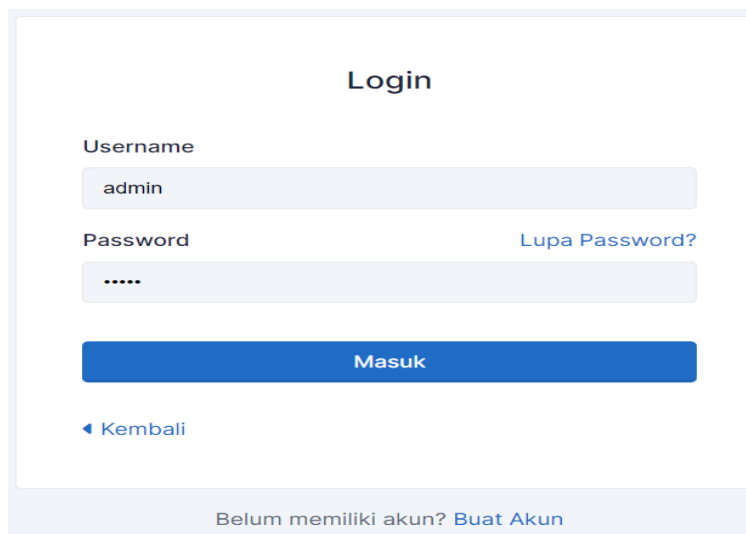 Login
Username
admin
Password Lupa Password?
•••••
Masuk
Kembali
Belum memiliki akun? Buat Akun